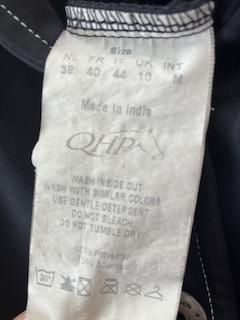 Size
NL FR IT UK INT
38 40 44 10 M
Made in India
QHP
WASH INSIDE OUT
WASH WITH SIMILAR COLORS
USE GENTLE DETERGENT
DO NOT BLEACH
DO NOT TUMBLE DRY
Polyester
30°